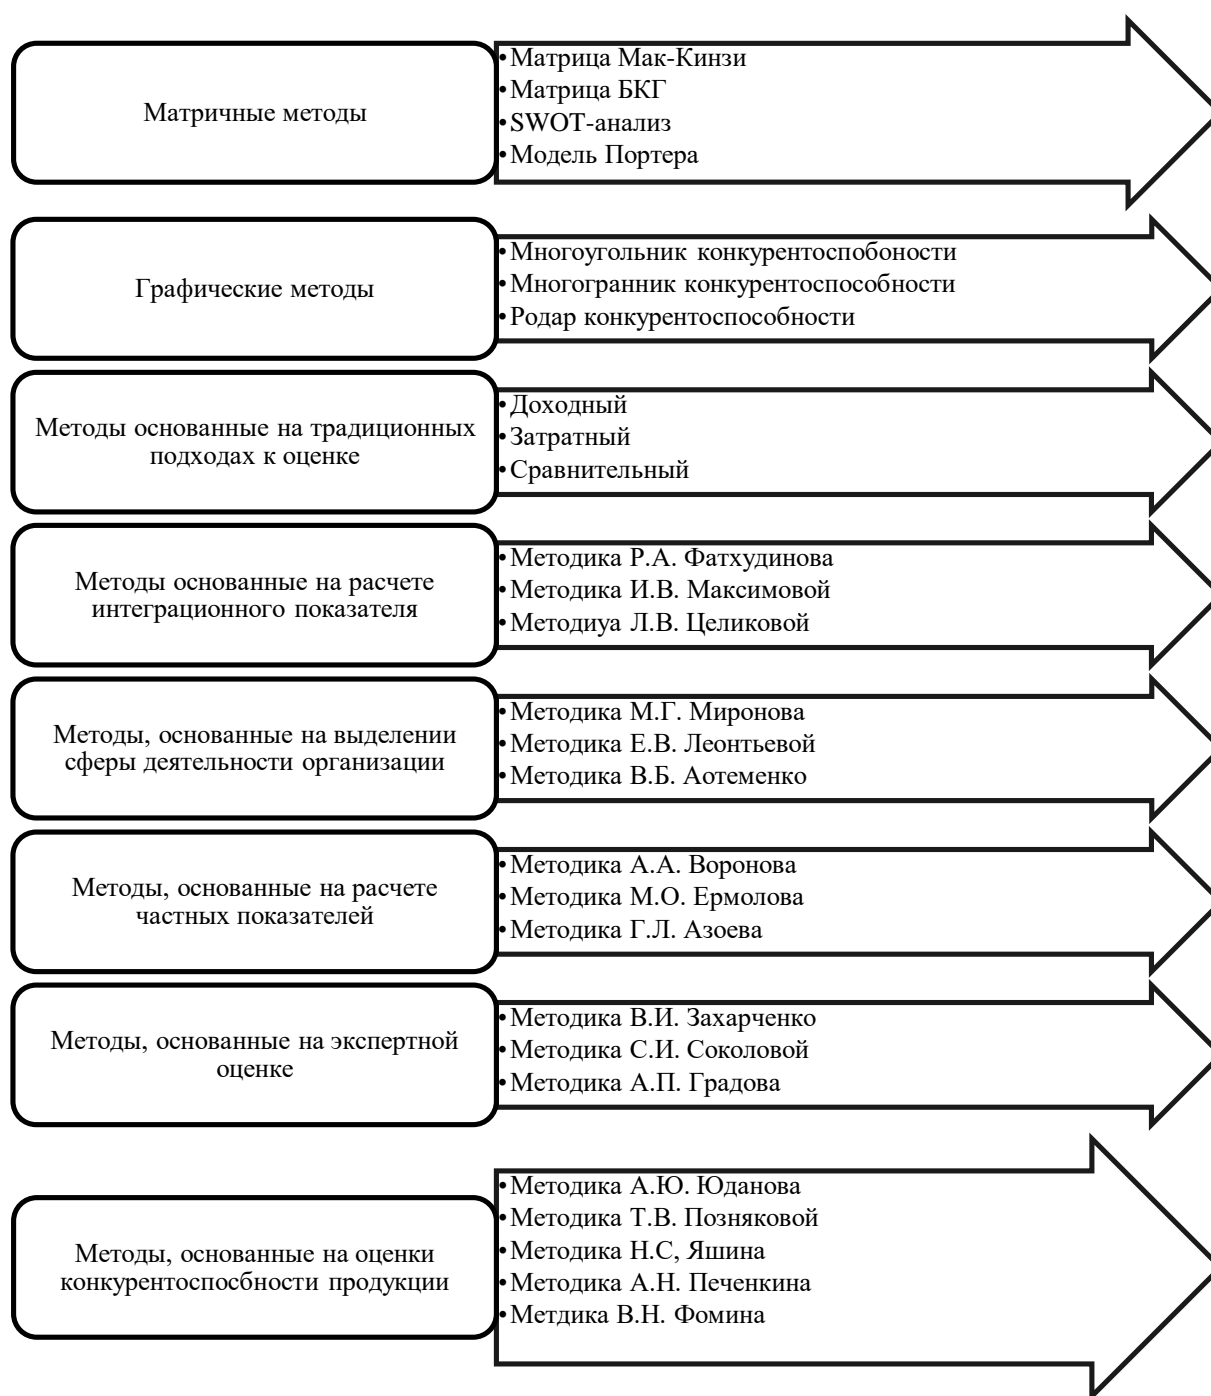 Матричные методы
•Матрица Мак-Кинзи
•Матрица БКГ
•SWOT-анализ
•Модель Портера
Графические методы
•Многоугольник конкурентоспобоности
•Многогранник конкурентоспособности
•Родар конкурентоспособности
Методы основанные на традиционных
подходах к оценке
•Доходный
•Затратный
•Сравнительный
Методы основанные на расчете
интеграционного показателя
•Методика Р.А. Фатхудинова
•Методика И.В. Максимовой
•Методиуа Л.В. Целиковой
Методы, основанные на выделении
сферы деятельности организации
•Методика М.Г. Миронова
•Методика Е.В. Леонтьевой
•Методика В.Б. Аотеменко
Методы, основанные на расчете
частных показателей
•Методика А.А. Воронова
•Методика М.О. Ермолова
•Методика Г.Л. Азоева
Методы, основанные на экспертной
оценке
•Методика В.И. Захарченко
•Методика С.И. Соколовой
•Методика А.П. Градова
Методы, основанные на оценки
конкурентоспосбности продукции
•Методика А.Ю. Юданова
•Методика Т.В. Позняковой
•Методика Н.С, Яшина
•Методика А.Н. Печенкина
•Метдика В.Н. Фомина